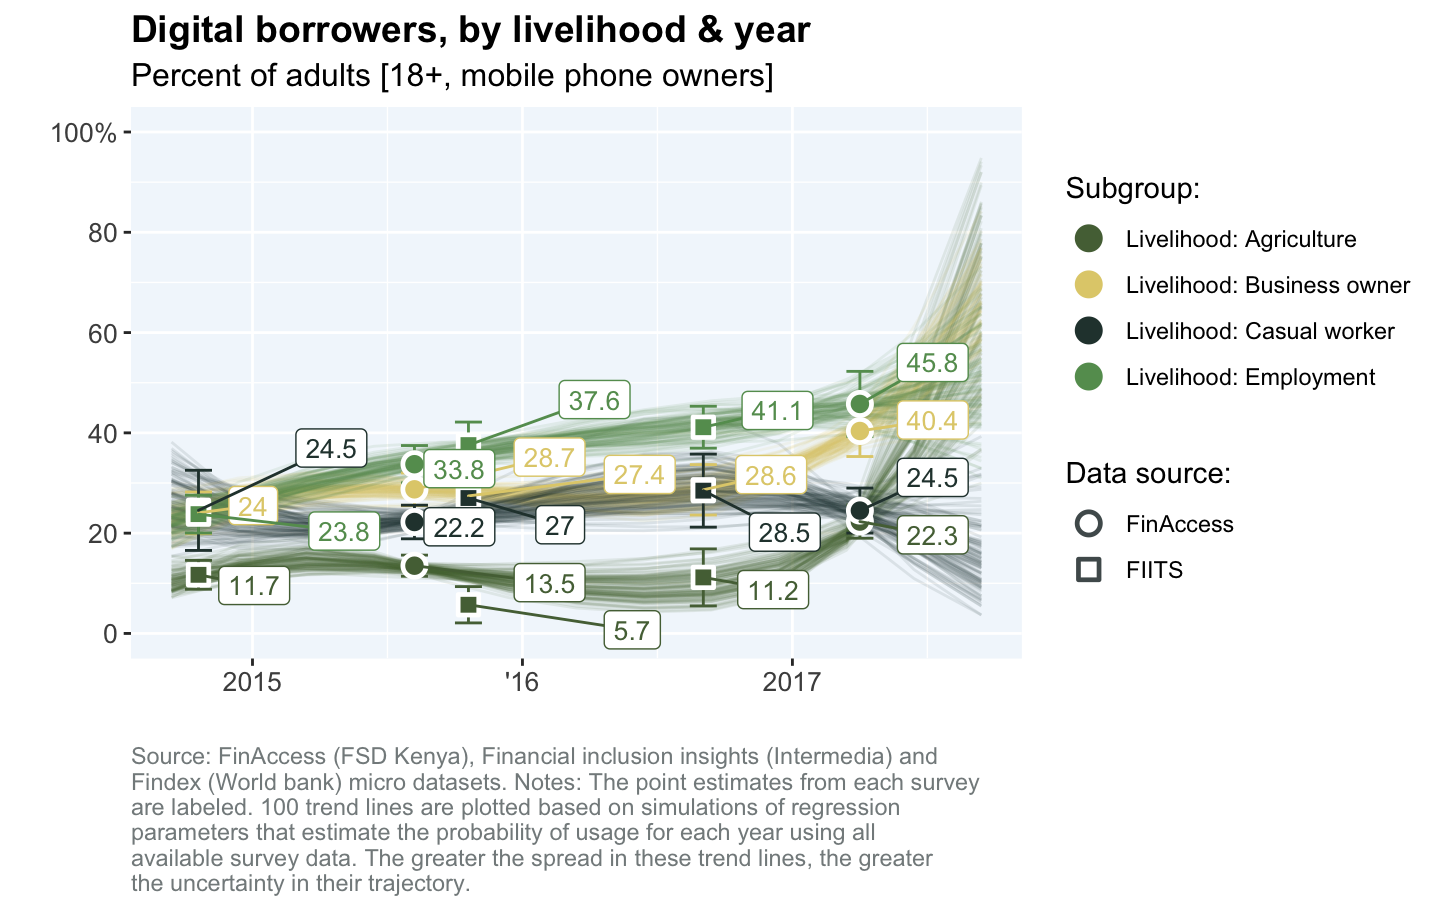 Digital borrowers, by livelihood & year
Percent of adults [18+, mobile phone owners]
100%
80
60
40
20
0
2015
'16
2017
24.5
24
23.8
11.7
33.8
22.2
37.6
28.7
27
13.5
5.7
27.4
41.1
28.6
28.5
11.2
45.8
40.4
24.5
22.3
Subgroup:
Livelihood: Agriculture
Livelihood: Business owner
Livelihood: Casual worker
Livelihood: Employment
Data source:
FinAccess
FIITS
Source: FinAccess (FSD Kenya), Financial inclusion insights (Intermedia) and
Findex (World bank) micro datasets. Notes: The point estimates from each survey
are labeled. 100 trend lines are plotted based on simulations of regression
parameters that estimate the probability of usage for each year using all
available survey data. The greater the spread in these trend lines, the greater
the uncertainty in their trajectory.